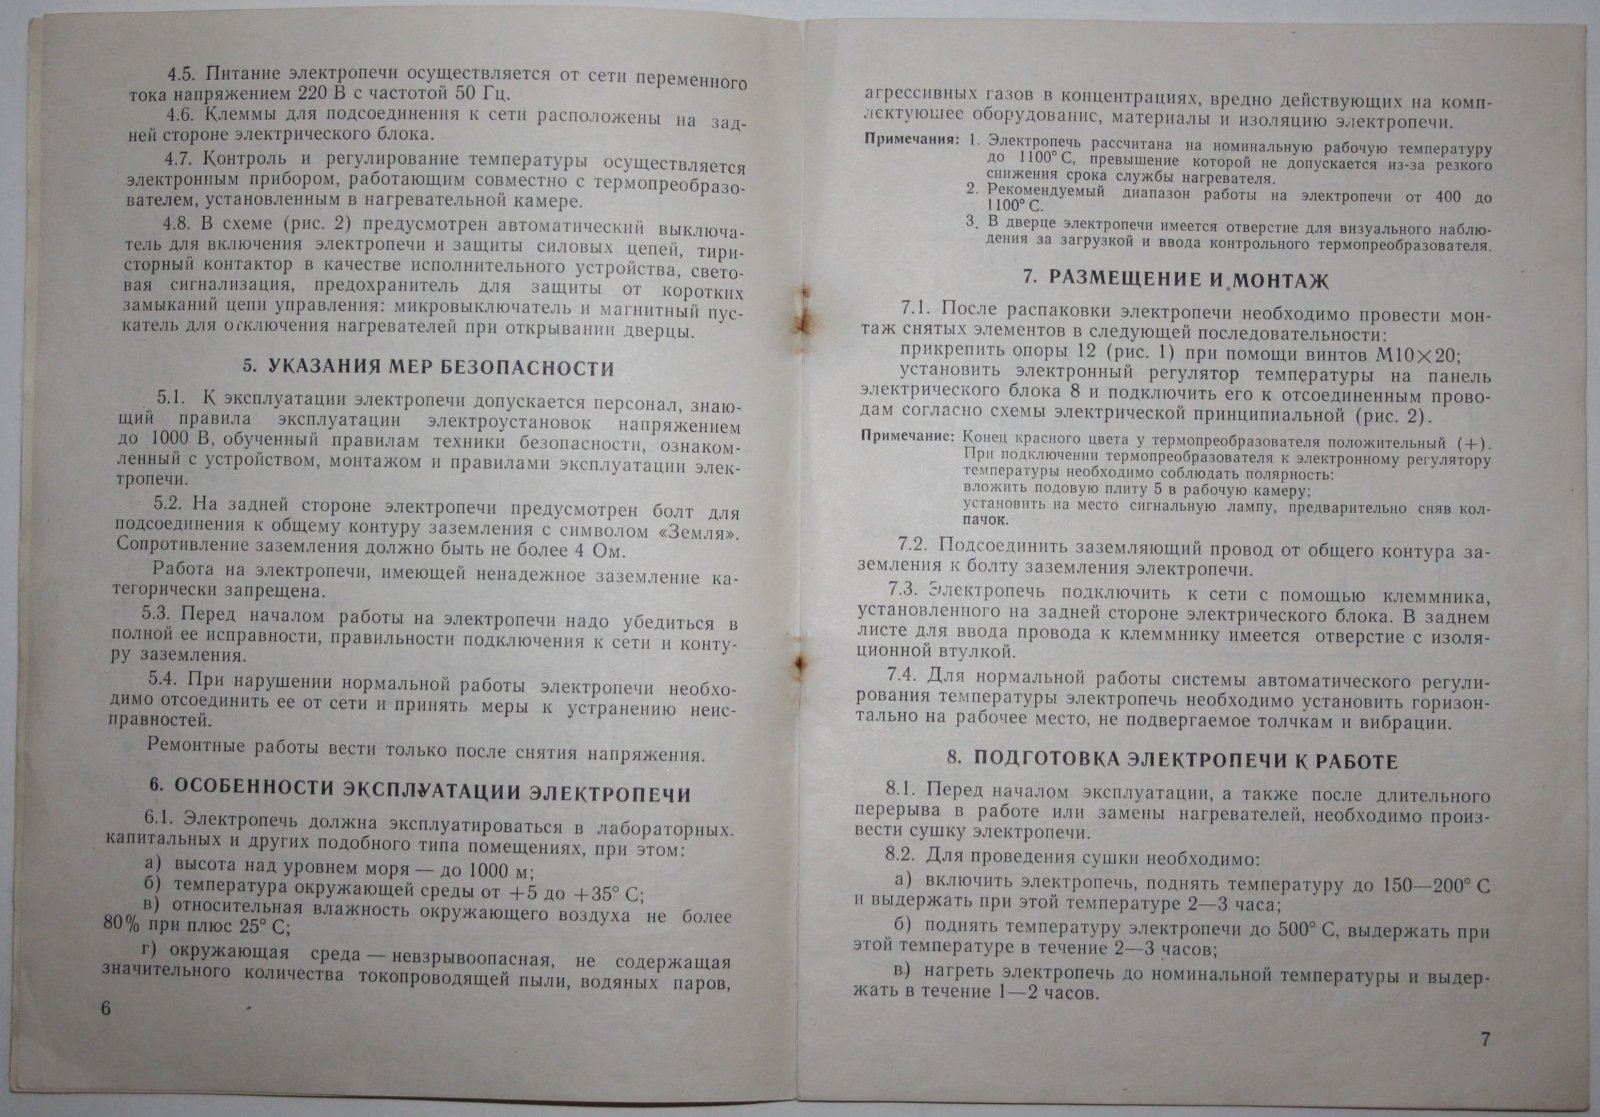 4.5. Питание электропечи осуществляется от сети переменного
тока напряжением 220 В с частотой 50 Гц.
4.6. Клеммы для подсоединения к сети расположены на зад-
ней стороне электрического блока.
4.7. Контроль и регулирование температуры осуществляется
электронным прибором, работающим совместно с термопреобразо-
вателем, установленным в нагревательной камере.
4.8. В схеме (рис. 2) предусмотрен автоматический выключа-
тель для включения электропечи и защиты силовых цепей, тири-
сторный контактор в качестве исполнительного устройства, свето-
вая сигнализация, предохранитель для защиты от коротких
замыканий цепи управления: микровыключатель и магнитный пус-
катель для отключения нагревателей при открывании дверцы.
5. УКАЗАНИЯ МЕР БЕЗОПАСНОСТИ
5.1. К эксплуатации электропечи допускается персонал, знаю-
щий правила эксплуатации электроустановок напряжением
до 1000 В, обученный правилам техники безопасности, ознаком-
ленный с устройством, монтажом и правилами эксплуатации элек-
тропечи.
5.2. На задней стороне электропечи предусмотрен болт для
подсоединения к общему контуру заземления с символом «Земля».
Сопротивление заземления должно быть не более 4 Ом.
Работа на электропечи, имеющей ненадежное заземление ка-
тегорически запрещена.
5.3. Перед началом работы на электропечи надо убедиться в
полной ее исправности, правильности подключения к сети и конту-
ру заземления.
5.4. При нарушении нормальной работы электропечи необхо-
димо отсоединить ее от сети и принять меры к устранению неис-
правностей.
Ремонтные работы вести только после снятия напряжения.
6. ОСОБЕННОСТИ ЭКСПЛУАТАЦИИ ЭЛЕКТРОПЕЧИ
6.1. Электропечь должна эксплуатироваться в лабораторных.
капитальных и других подобного типа помещениях, при этом:
а) высота над уровнем моря — до 1000 м;
б) температура окружающей среды от +5 до +35° С;
в) относительная влажность окружающего воздуха не более
80% при плюс 25° С;
г) окружающая среда — невзрывоопасная, не содержащая
значительного количества токопроводящей пыли, водяных паров,
6
агрессивных газов в концентрациях, вредно действующих на комп-
лектующее оборудование, материалы и изоляцию электропечи.
Примечания: 1. Электропечь рассчитана на номинальную рабочую температуру
до 1100° С, превышение которой не допускается из-за резкого
снижения срока службы нагревателя.
2. Рекомендуемый диапазон работы на электропечи от 400 до
1100° С.
3. В дверце электропечи имеется отверстие для визуального наблю-
дения за загрузкой и ввода контрольного термопреобразователя.
7. РАЗМЕЩЕНИЕ И МОНТАЖ
7.1. После распаковки электропечи необходимо провести мон-
таж снятых элементов в следующей последовательности:
прикрепить опоры 12 (рис. 1) при помощи винтов М10×20;
установить электронный регулятор температуры на панель
электрического блока 8 и подключить его к отсоединенным прово-
дам согласно схемы электрической принципиальной (рис. 2).
Примечание: Конец красного цвета у термопреобразователя положительный (+).
При подключении термопреобразователя к электронному регулятору
температуры необходимо соблюдать полярность:
вложить подовую плиту 5 в рабочую камеру;
установить на место сигнальную лампу, предварительно сняв кол-
пачок.
7.2. Подсоединить заземляющий провод от общего контура за-
земления к болту заземления электропечи.
7.3. Электропечь подключить к сети с помощью клеммника,
установленного на задней стороне электрического блока. В заднем
листе для ввода провода к клеммнику имеется отверстие с изоля-
ционной втулкой.
7.4. Для нормальной работы системы автоматического регули-
рования температуры электропечь необходимо установить горизон-
тально на рабочее место, не подвергаемое толчкам и вибрации.
8. ПОДГОТОВКА ЭЛЕКТРОПЕЧИ К РАБОТЕ
8.1. Перед началом эксплуатации, а также после длительного
перерыва в работе или замены нагревателей, необходимо произ-
вести сушку электропечи.
8.2. Для проведения сушки необходимо:
а) включить электропечь, поднять температуру до 150—200° С
и выдержать при этой температуре 2—3 часа;
б) поднять температуру электропечи до 500° С, выдержать при
этой температуре в течение 2—3 часов;
в) нагреть электропечь до номинальной температуры и выдер-
жать в течение 1—2 часов.
7